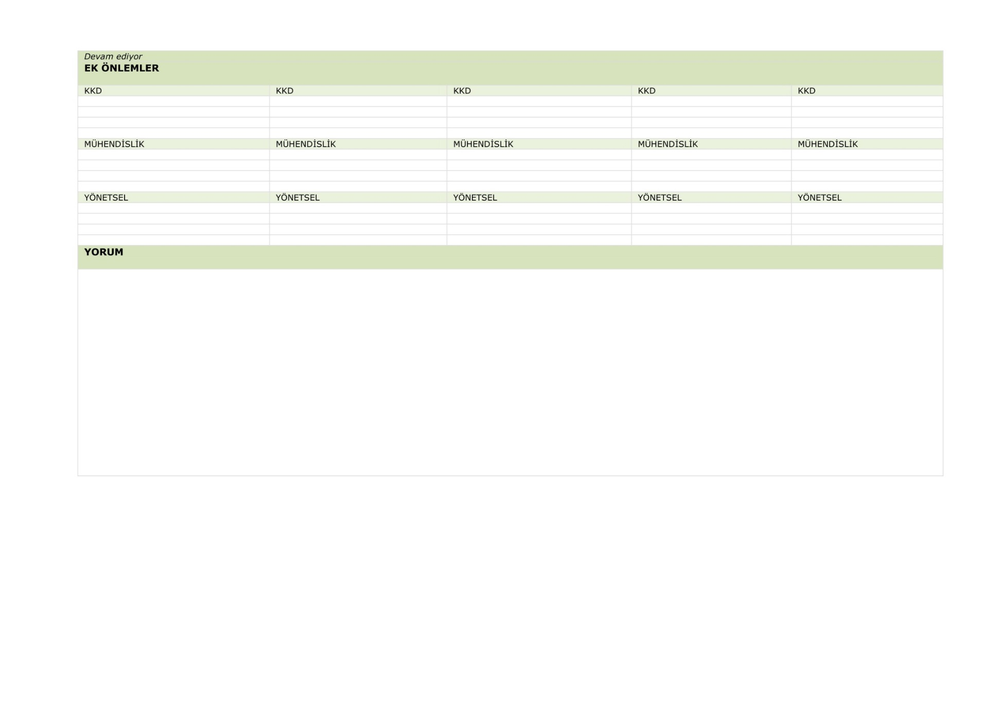 Devam ediyor
EK ÖNLEMLER
KKD KKD KKD KKD KKD
MÜHENDİSLİK MÜHENDİSLİK MÜHENDİSLİK MÜHENDİSLİK MÜHENDİSLİK
YÖNETSEL YÖNETSEL YÖNETSEL YÖNETSEL YÖNETSEL
YORUM